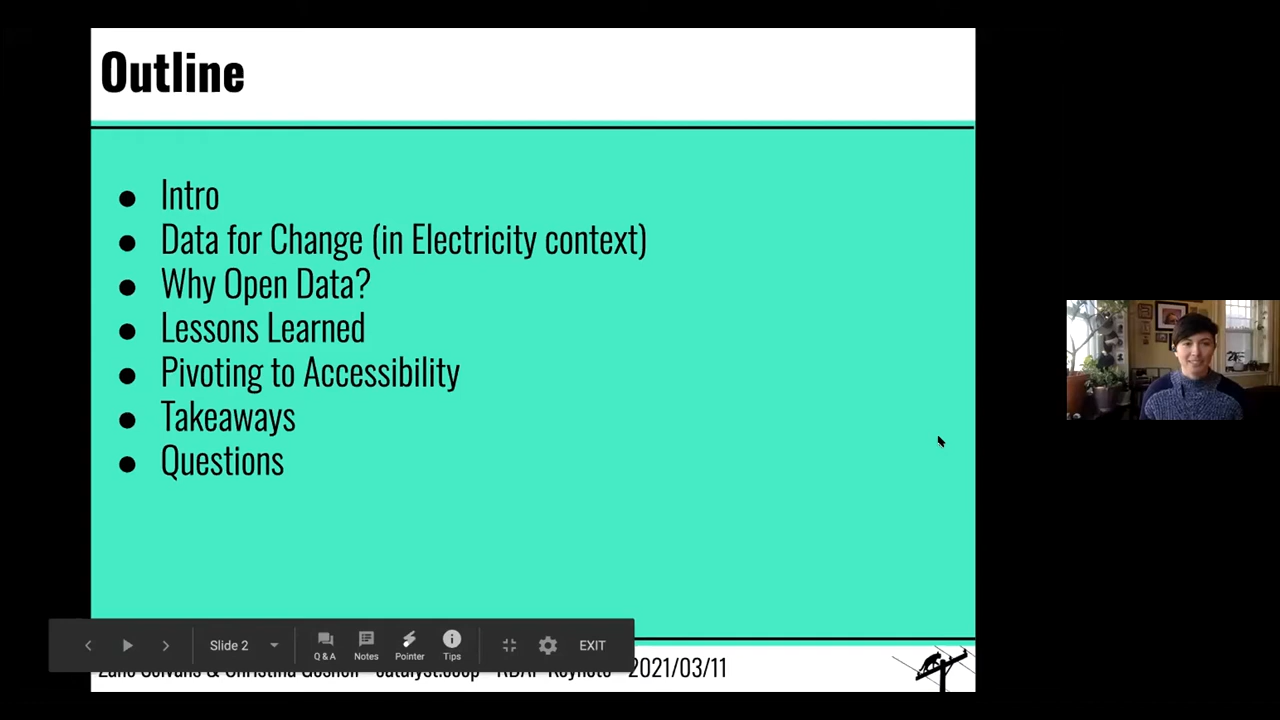 Outline
● Intro
● Data for Change (in Electricity context)
● Why Open Data?
● Lessons Learned
● Pivoting to Accessibility
● Takeaways
● Questions
Slide 2
Q & A
Notes
Pointer
Tips
EXIT
2021/03/11